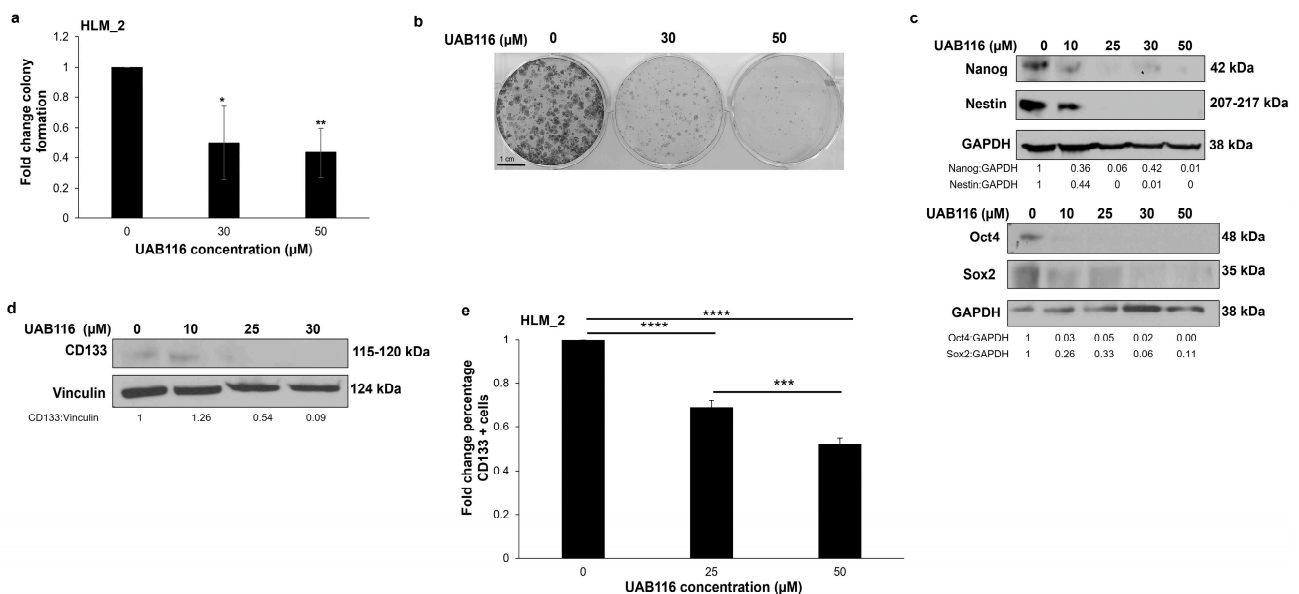 a
HLM_2
Fold change colony
formation
1.2
1
0.8
0.6
0.4
0.2
0
*
**
0 30 50
UAB116 concentration (µM)
b
UAB116 (µM) 0 30 50
1 cm
c
UAB116 (µM) 0 10 25 30 50
Nanog 42 kDa
Nestin 207-217 kDa
GAPDH 38 kDa
Nanog:GAPDH 1 0.36 0.06 0.42 0.01
Nestin:GAPDH 1 0.44 0 0.01 0
UAB116 (µM) 0 10 25 30 50
Oct4 48 kDa
Sox2 35 kDa
GAPDH 38 kDa
Oct4:GAPDH 1 0.03 0.05 0.02 0.00
Sox2:GAPDH 1 0.26 0.33 0.06 0.11
d
UAB116 (µM) 0 10 25 30
CD133 115-120 kDa
Vinculin 124 kDa
CD133:Vinculin 1 1.26 0.54 0.09
e
HLM_2
Fold change percentage
CD133 + cells
1
0.8
0.6
0.4
0.2
0
****
****
***
0 25 50
UAB116 concentration (µM)